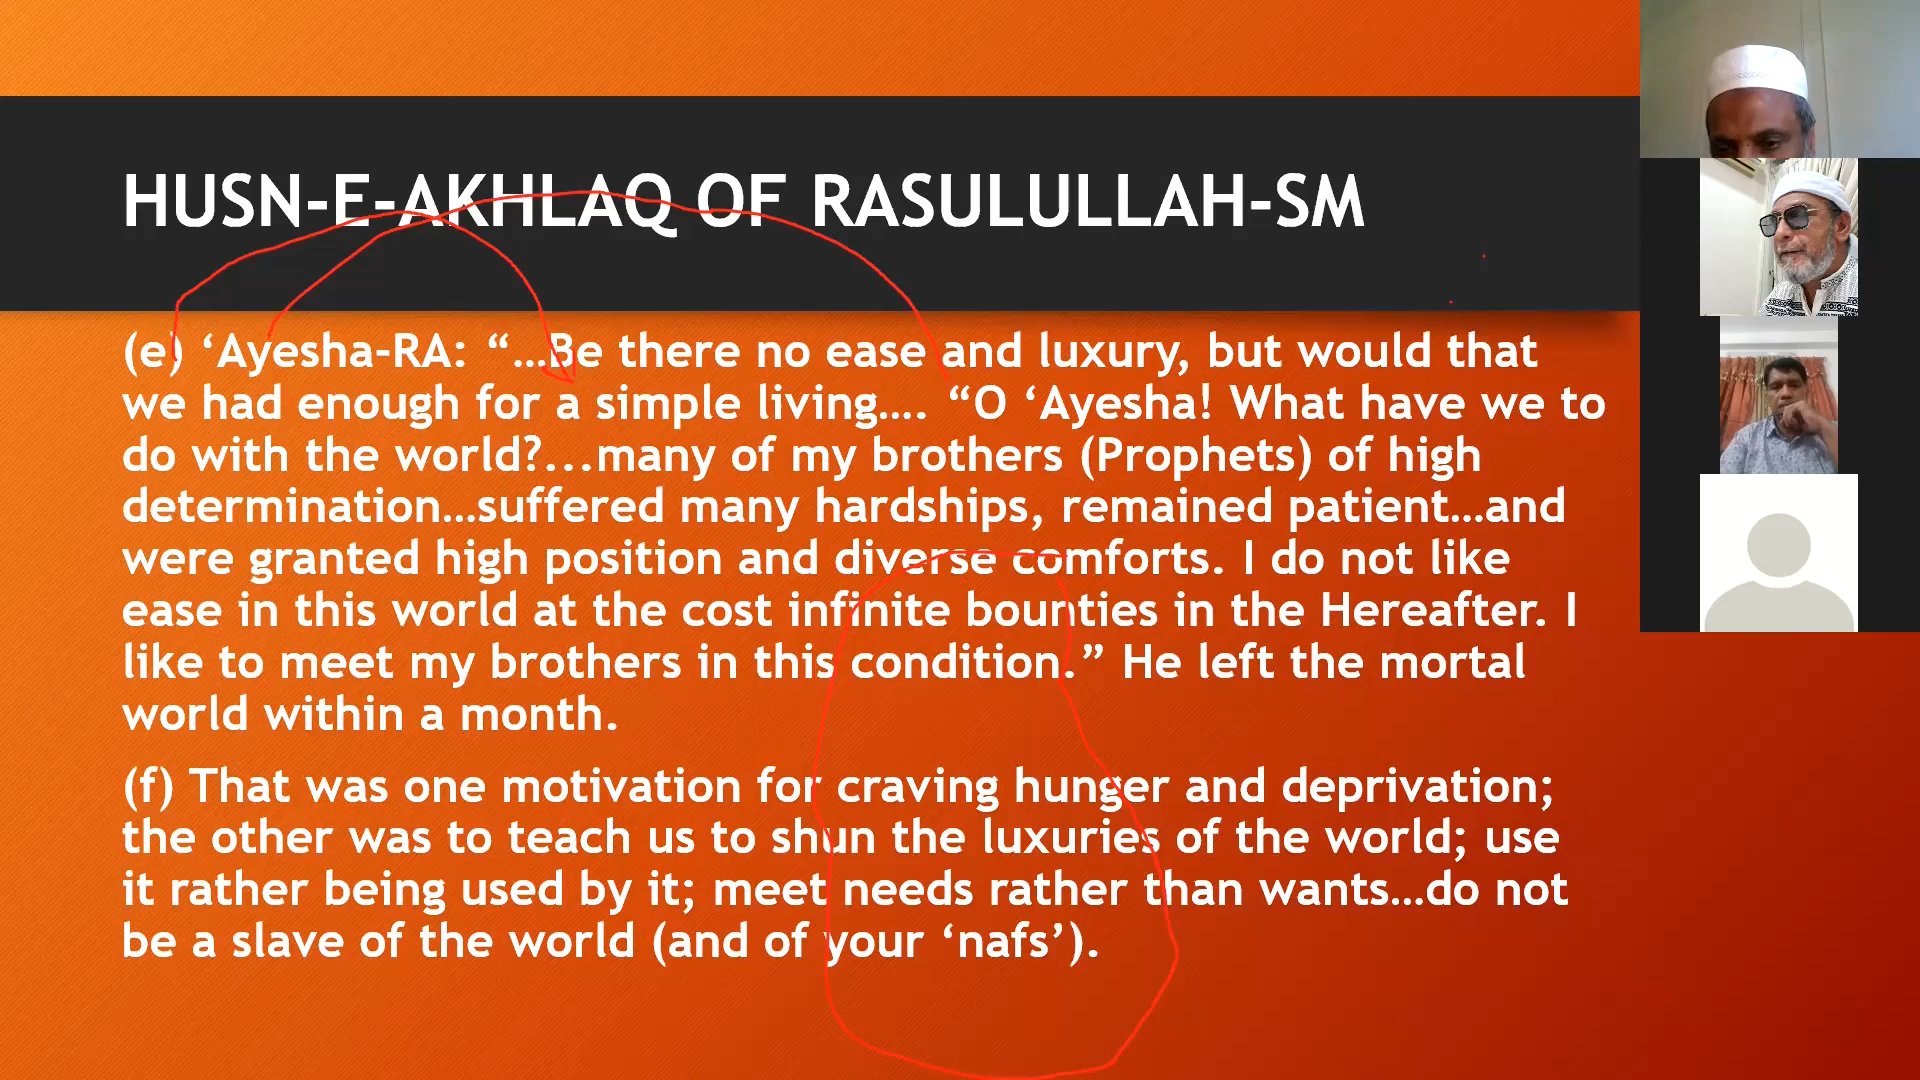 HUSN-E-AKHLAQ OF RASULULLAH-SM
(e) ‘Ayesha-RA: “…Be there no ease and luxury, but would that
we had enough for a simple living…. “O ‘Ayesha! What have we to
do with the world?...many of my brothers (Prophets) of high
determination…suffered many hardships, remained patient…and
were granted high position and diverse comforts. I do not like
ease in this world at the cost infinite bounties in the Hereafter. I
like to meet my brothers in this condition.” He left the mortal
world within a month.
(f) That was one motivation for craving hunger and deprivation;
the other was to teach us to shun the luxuries of the world; use
it rather being used by it; meet needs rather than wants…do not
be a slave of the world (and of your ‘nafs’).